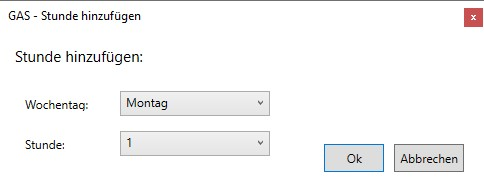 GAS - Stunde hinzufügen
x
Stunde hinzufügen:
Wochentag: Montag
Stunde: 1
Ok Abbrechen